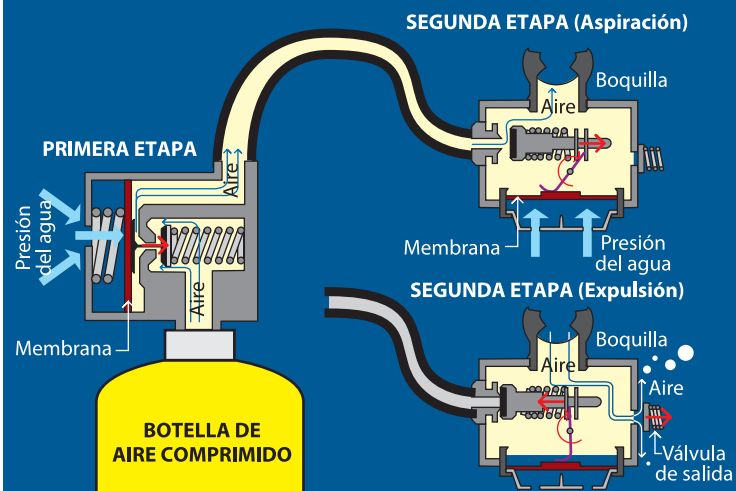 SEGUNDA ETAPA (Aspiración)
Boquilla
Aire
PRIMERA ETAPA
Aire
Presión
del agua
Membrana
Presión
del agua
Aire
Membrana
SEGUNDA ETAPA (Expulsión)
Boquilla
Aire
Aire
Válvula
de salida
BOTELLA DE
AIRE COMPRIMIDO